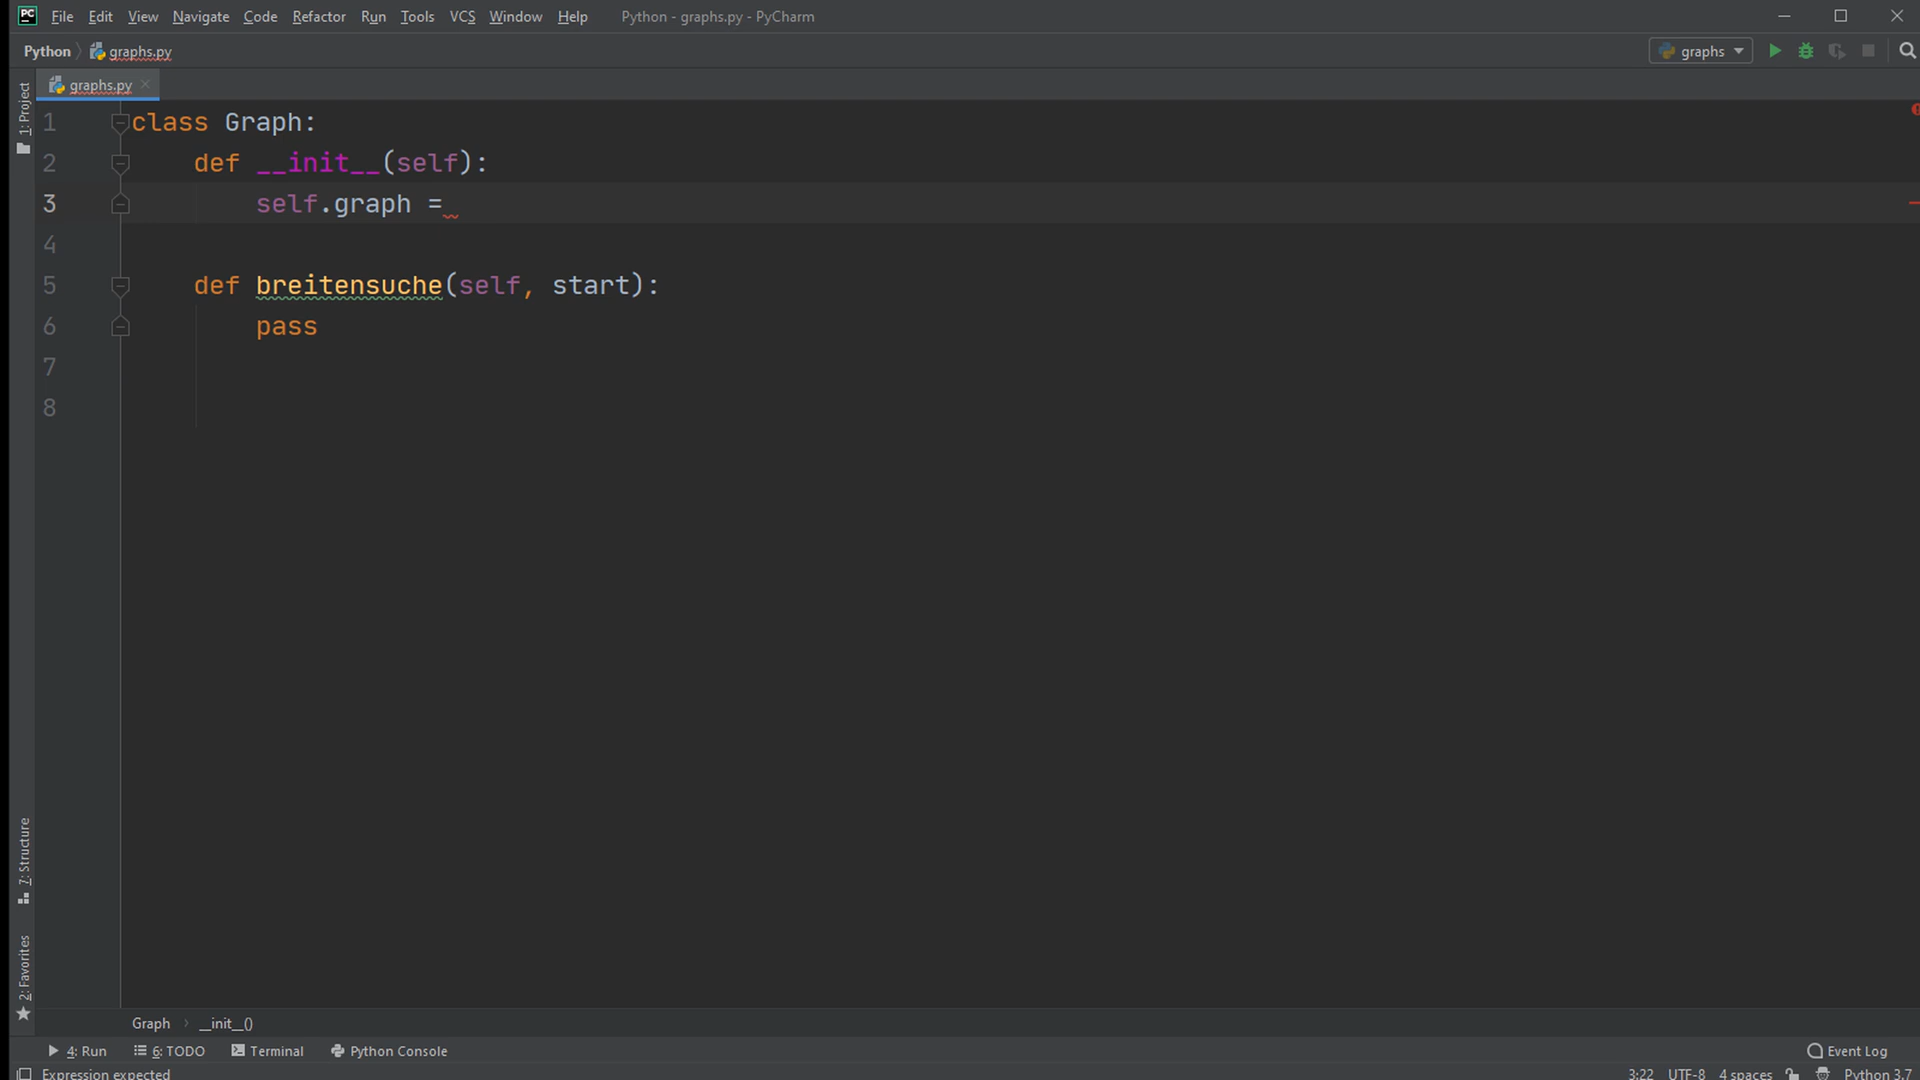 PC File Edit View Navigate Code Refactor Run Tools VCS Window Help Python - graphs.py - PyCharm
Python graphs.py graphs
graphs.py
1: Project
1 class Graph:
2 def __init__(self):
3 self.graph =
4
5 def breitensuche(self, start):
6 pass
7
8
7: Structure
2: Favorites
Graph › __init__()
4: Run 6: TODO Terminal Python Console Event Log
Expression expected 3:22 UTF-8 4 spaces Python 3.7